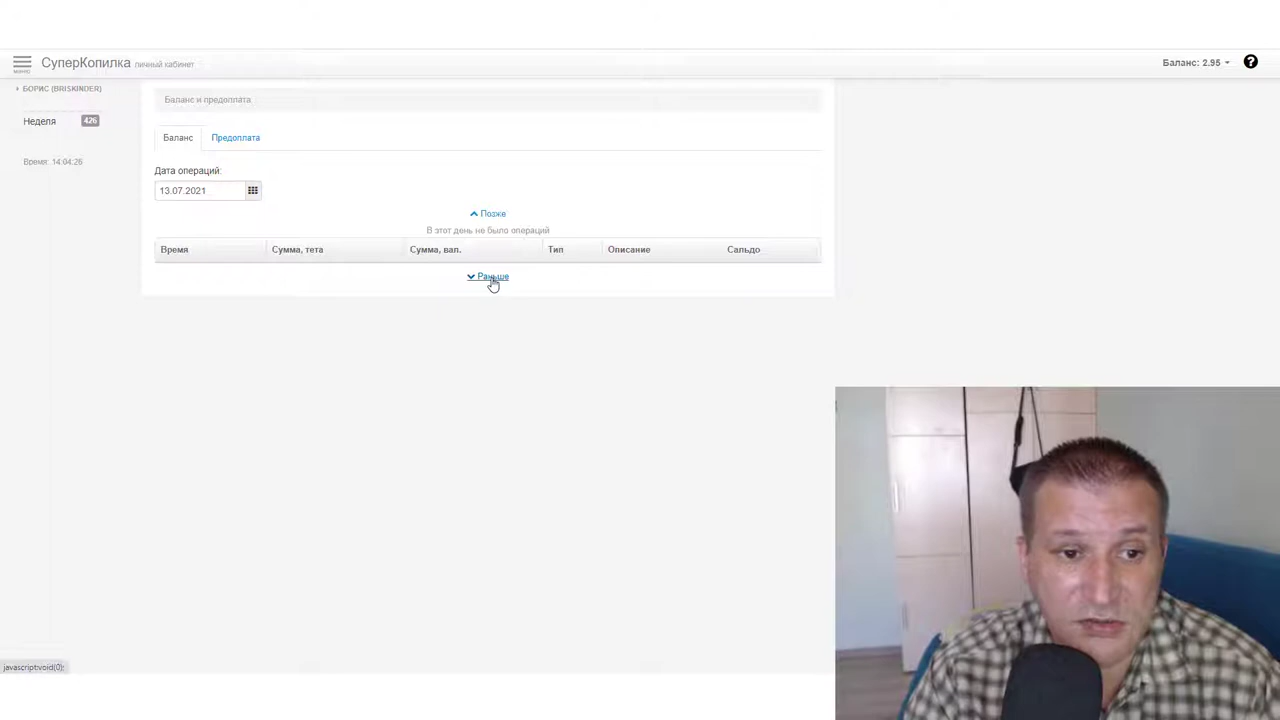 СуперКопилка личный кабинет
Баланс: 2.95
меню
БОРИС (BRISKINDER)
Неделя 426
Время: 14:04:26
Баланс и предоплата
Баланс Предоплата
Дата операций:
13.07.2021
Позже
В этот день не было операций
Время Сумма, тета Сумма, вал. Тип Описание Сальдо
Раньше
javascript:void(0);